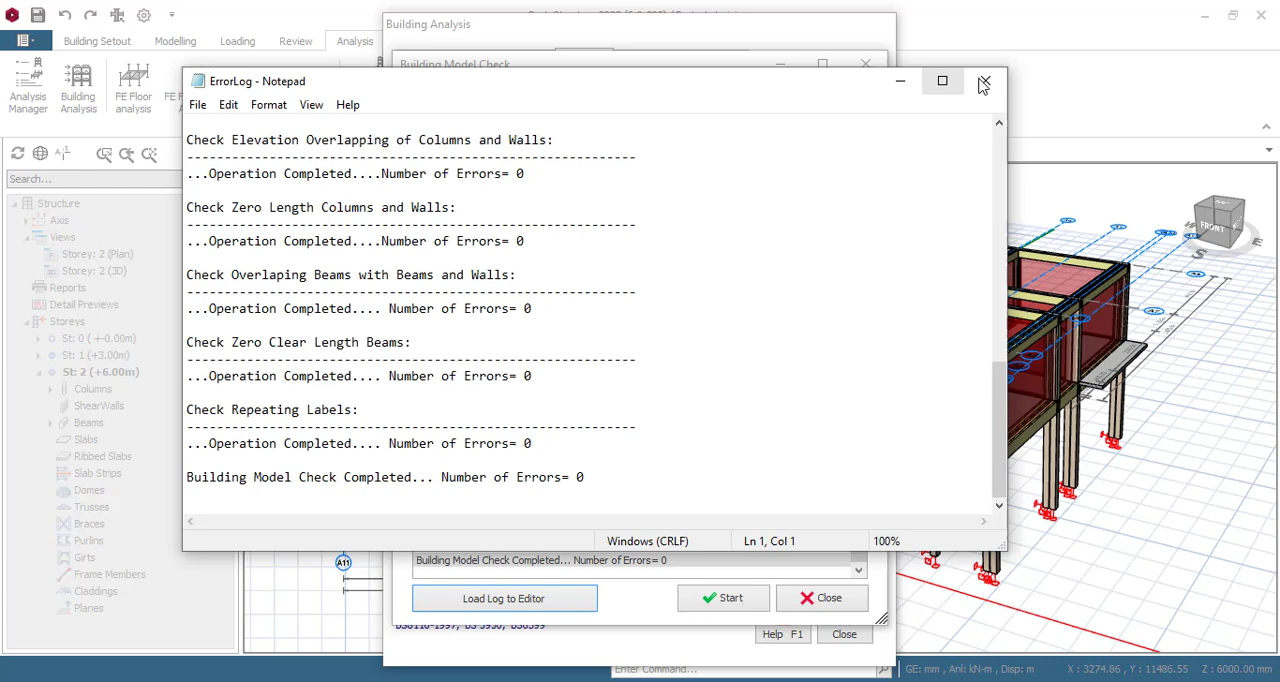 Building Analysis
Building Setout
Modelling
Loading
Review
Analysis
Building Model Check
Analysis
Manager
Building
Analysis
FE Floor
analysis
Search...
Structure
Axis
Views
Storey: 2 (Plan)
Storey: 2 (3D)
Reports
Detail Previews
Storeys
St: 0 ( +-0.00m)
St: 1 (+3.00m)
St: 2 (+6.00m)
Columns
ShearWalls
Beams
Slabs
Ribbed Slabs
Slab Strips
Domes
Trusses
Braces
Purlins
Girts
Frame Members
Claddings
Planes
ErrorLog - Notepad
File Edit Format View Help
Check Elevation Overlapping of Columns and Walls:
------------------------------------------------------------
...Operation Completed....Number of Errors= 0
Check Zero Length Columns and Walls:
------------------------------------------------------------
...Operation Completed....Number of Errors= 0
Check Overlaping Beams with Beams and Walls:
------------------------------------------------------------
...Operation Completed.... Number of Errors= 0
Check Zero Clear Length Beams:
------------------------------------------------------------
...Operation Completed.... Number of Errors= 0
Check Repeating Labels:
------------------------------------------------------------
...Operation Completed.... Number of Errors= 0
Building Model Check Completed... Number of Errors= 0
Windows (CRLF)
Ln 1, Col 1
100%
FRONT
S
E
A11
Building Model Check Completed... Number of Errors= 0
Load Log to Editor
Start
Close
Help F1
Close
Enter Command...
GE: mm , Anl: kN-m , Disp: m
X : 3274.86 , Y : 11486.55
Z : 6000.00 mm